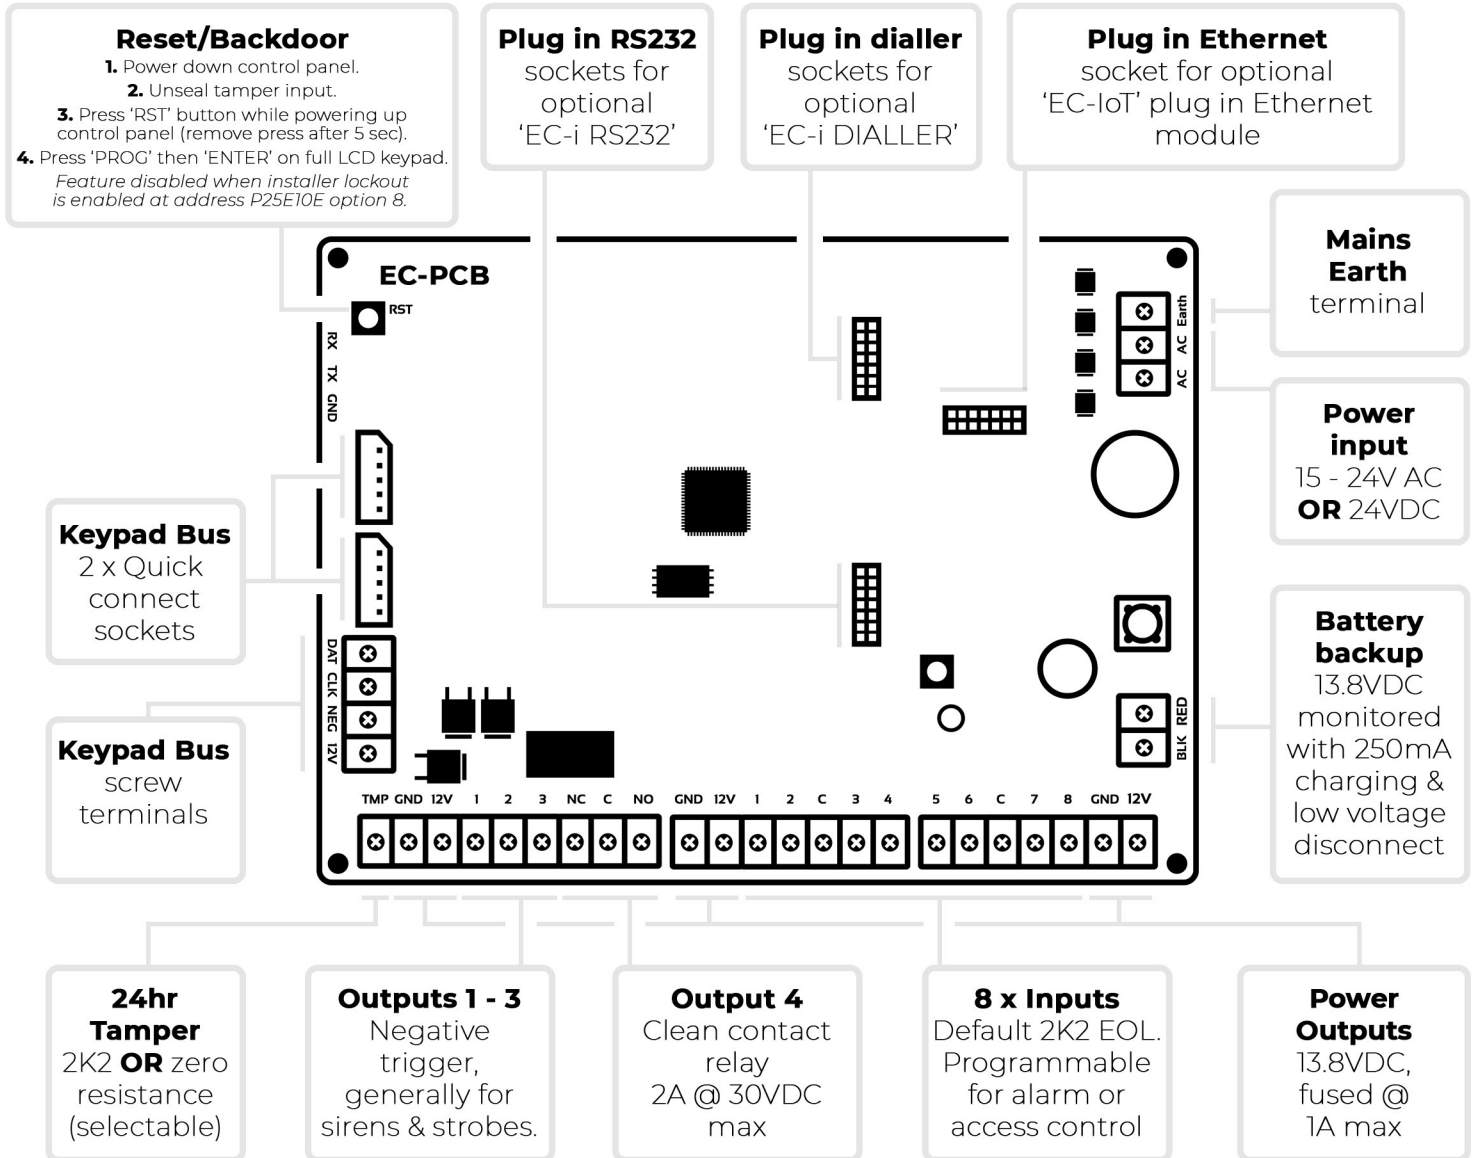 Reset/Backdoor
1. Power down control panel.
2. Unseal tamper input.
3. Press ‘RST’ button while powering up
control panel (remove press after 5 sec).
4. Press ‘PROG’ then ‘ENTER’ on full LCD keypad.
Feature disabled when installer lockout
is enabled at address P25E10E option 8.
Plug in RS232
sockets for
optional
‘EC-i RS232’
Plug in dialler
sockets for
optional
‘EC-i DIALLER’
Plug in Ethernet
socket for optional
‘EC-IoT’ plug in Ethernet
module
Mains
Earth
terminal
Power
input
15 - 24V AC
OR 24VDC
Battery
backup
13.8VDC
monitored
with 250mA
charging &
low voltage
disconnect
Keypad Bus
2 x Quick
connect
sockets
Keypad Bus
screw
terminals
EC-PCB
RST
RX TX GND
DAT CLK NEG 12V
AC AC Earth
BLK RED
TMP GND 12V 1 2 3 NC C NO GND 12V 1 2 C 3 4 5 6 C 7 8 GND 12V
24hr
Tamper
2K2 OR zero
resistance
(selectable)
Outputs 1 - 3
Negative
trigger,
generally for
sirens & strobes.
Output 4
Clean contact
relay
2A @ 30VDC
max
8 x Inputs
Default 2K2 EOL.
Programmable
for alarm or
access control
Power
Outputs
13.8VDC,
fused @
1A max